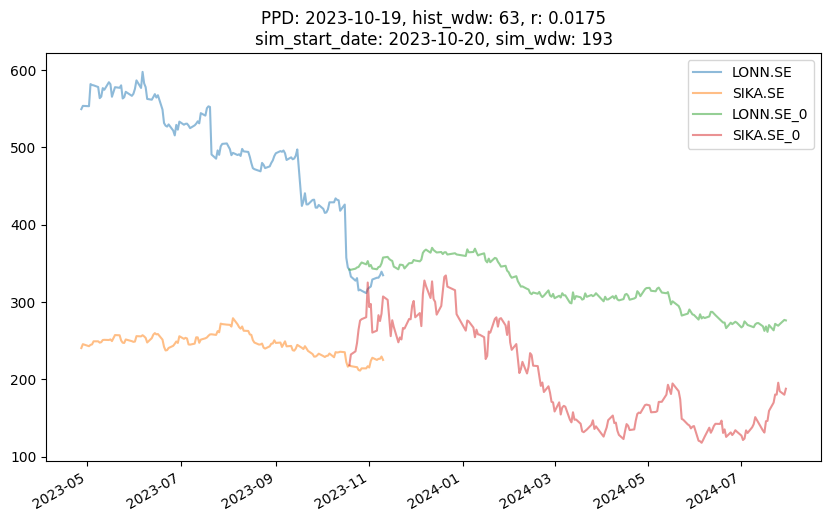 PPD: 2023-10-19, hist_wdw: 63, r: 0.0175
sim_start_date: 2023-10-20, sim_wdw: 193
LONN.SE
SIKA.SE
LONN.SE_0
SIKA.SE_0
600
500
400
300
200
100
2023-05
2023-07
2023-09
2023-11
2024-01
2024-03
2024-05
2024-07